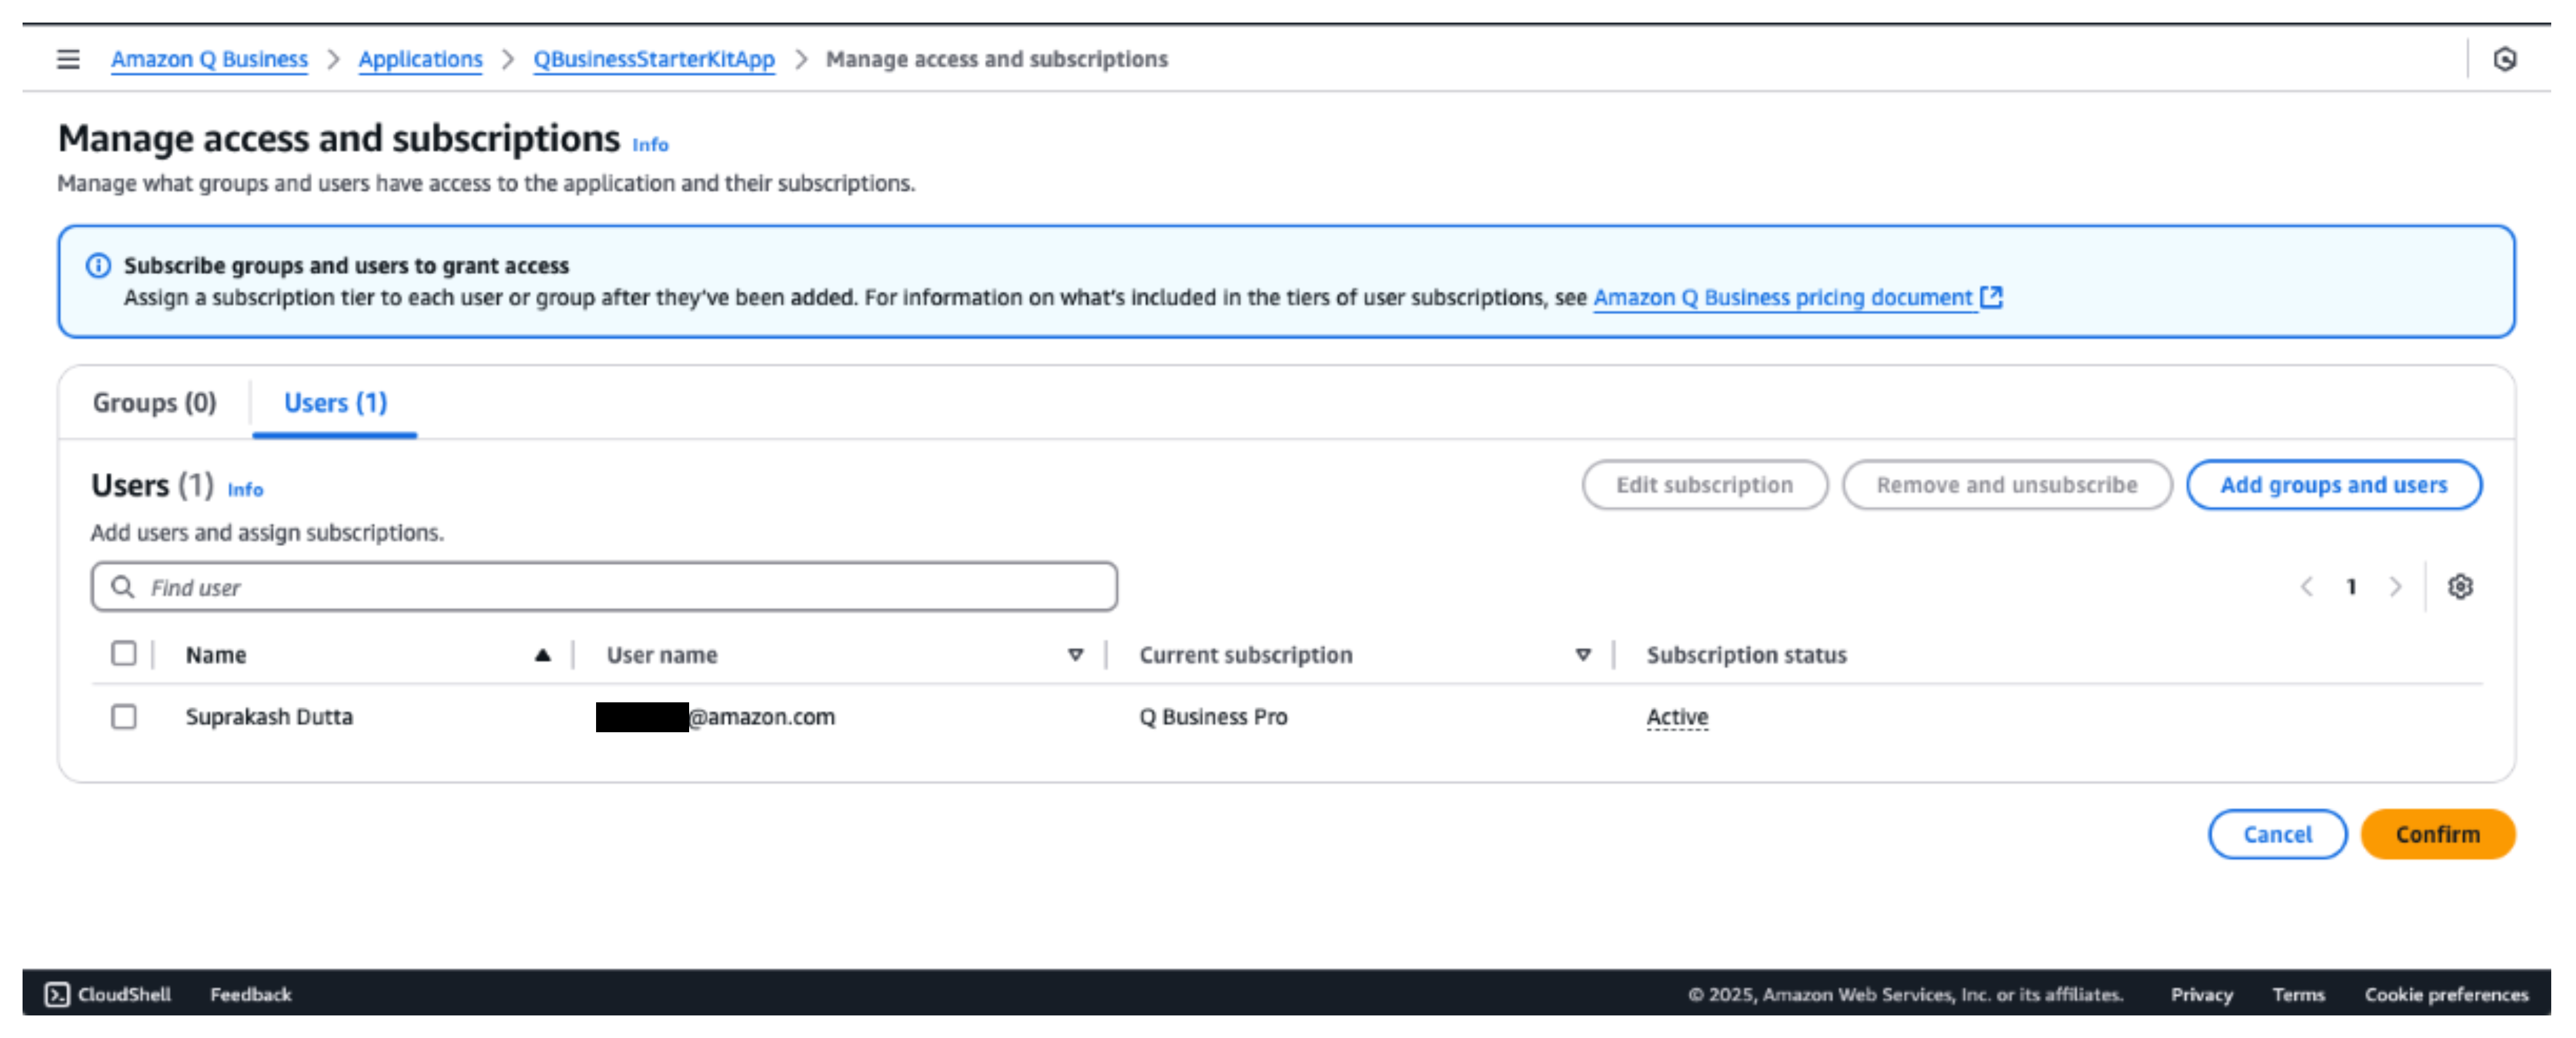 Amazon Q Business > Applications > QBusinessStarterKitApp > Manage access and subscriptions
Manage access and subscriptions Info
Manage what groups and users have access to the application and their subscriptions.
Subscribe groups and users to grant access
Assign a subscription tier to each user or group after they've been added. For information on what's included in the tiers of user subscriptions, see Amazon Q Business pricing document
Groups (0) Users (1)
Users (1) Info Edit subscription Remove and unsubscribe Add groups and users
Add users and assign subscriptions.
Find user < 1 >
Name User name Current subscription Subscription status
Suprakash Dutta @amazon.com Q Business Pro Active
Cancel Confirm
CloudShell Feedback © 2025, Amazon Web Services, Inc. or its affiliates. Privacy Terms Cookie preferences